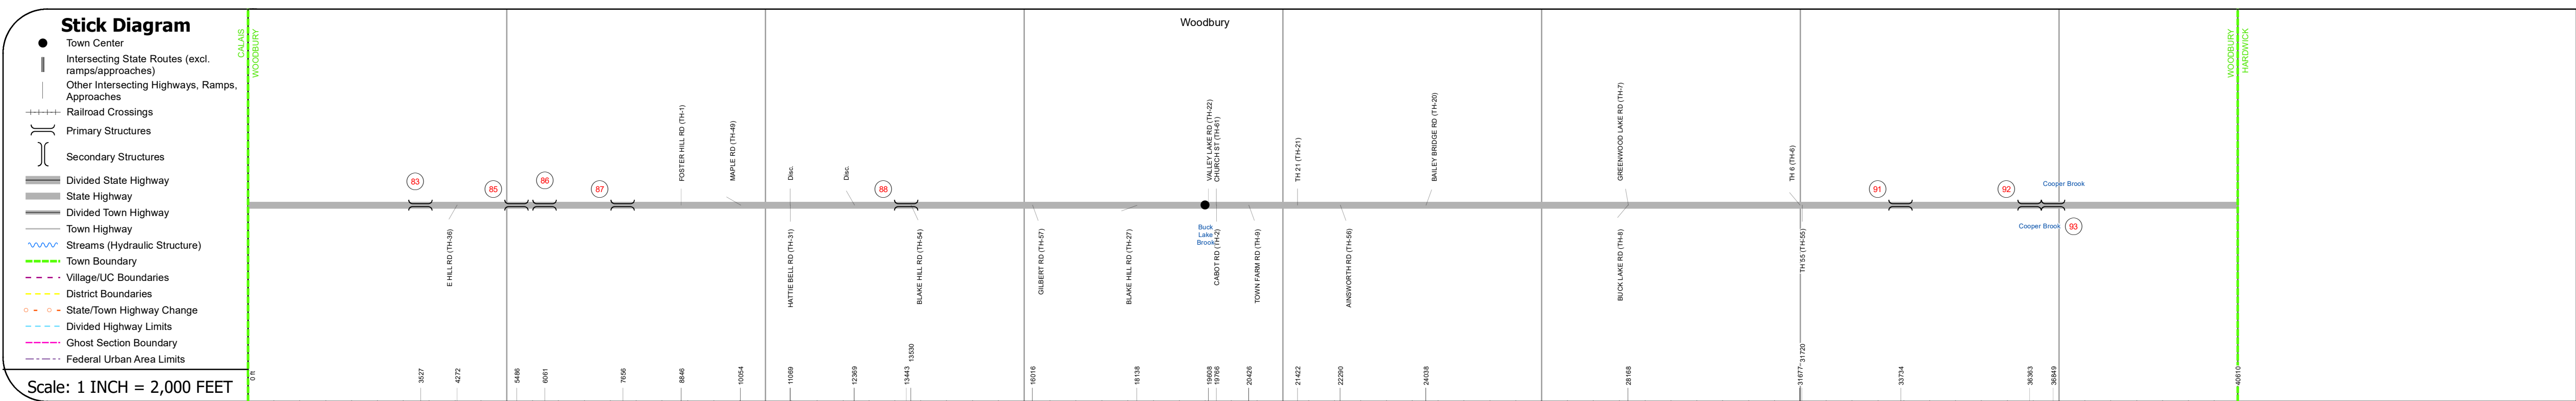 Stick Diagram
Town Center
Intersecting State Routes (excl.
ramps/approaches)
Other Intersecting Highways, Ramps,
Approaches
Railroad Crossings
Primary Structures
Secondary Structures
Divided State Highway
State Highway
Divided Town Highway
Town Highway
Streams (Hydraulic Structure)
Town Boundary
Village/UC Boundaries
District Boundaries
State/Town Highway Change
Divided Highway Limits
Ghost Section Boundary
Federal Urban Area Limits
Scale: 1 INCH = 2,000 FEET
Woodbury
CALAIS
WOODBURY
WOODBURY
HARDWICK
FOSTER HILL RD (TH-1)
MAPLE RD (TH-49)
Disc.
Disc.
VALLEY LAKE RD (TH-22)
CHURCH ST (TH-61)
TH 21 (TH-21)
BAILEY BRIDGE RD (TH-20)
GREENWOOD LAKE RD (TH-7)
TH 6 (TH-6)
83
85
86
87
88
91
92
Cooper Brook
E HILL RD (TH-36)
HATTIE BELL RD (TH-31)
BLAKE HILL RD (TH-54)
GILBERT RD (TH-57)
BLAKE HILL RD (TH-27)
Buck
Lake
Brook
CABOT RD (TH-2)
TOWN FARM RD (TH-9)
AINSWORTH RD (TH-56)
BUCK LAKE RD (TH-8)
TH 55 (TH-55)
Cooper Brook
93
0 ft
3527
4272
5486
6061
7656
8846
10054
11069
12369
13443
13530
16016
18138
19608
19766
20426
21422
22290
24038
28168
31677
31720
33734
36363
36849
40610